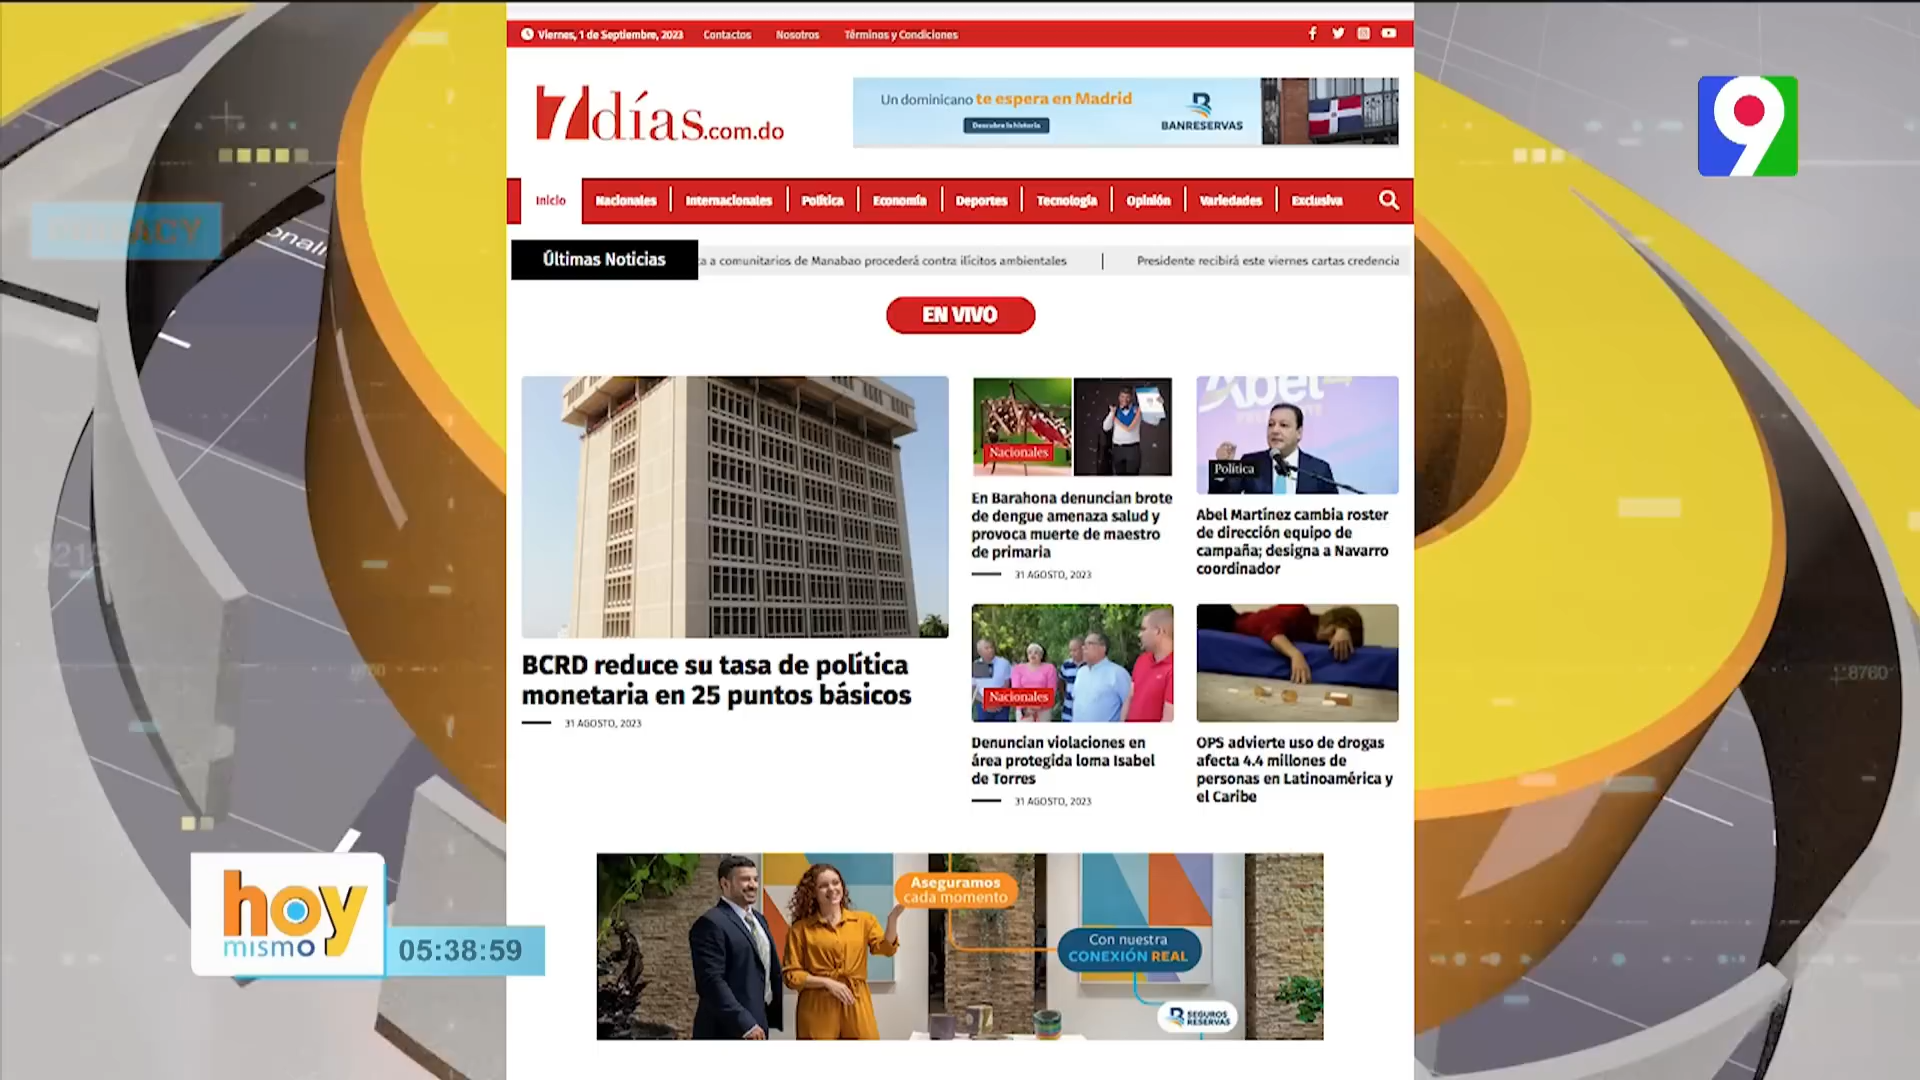 Viernes, 1 de Septiembre, 2023 Contactos Nosotros Términos y Condiciones
7días.com.do
Un dominicano te espera en Madrid
Descubre la historia
BANRESERVAS
9
Inicio Nacionales Internacionales Política Economía Deportes Tecnología Opinión Variedades Exclusiva
Últimas Noticias
a a comunitarios de Manabao procederá contra ilícitos ambientales | Presidente recibirá este viernes cartas credencia
EN VIVO
BCRD reduce su tasa de política
monetaria en 25 puntos básicos
31 AGOSTO, 2023
Nacionales
En Barahona denuncian brote
de dengue amenaza salud y
provoca muerte de maestro
de primaria
31 AGOSTO, 2023
Abel
Política
Abel Martínez cambia roster
de dirección equipo de
campaña; designa a Navarro
coordinador
Nacionales
Denuncian violaciones en
área protegida loma Isabel
de Torres
31 AGOSTO, 2023
OPS advierte uso de drogas
afecta 4.4 millones de
personas en Latinoamérica y
el Caribe
Aseguramos
cada momento
Con nuestra
CONEXIÓN REAL
SEGUROS
RESERVAS
hoy
mismo
05:38:59
9215
8760